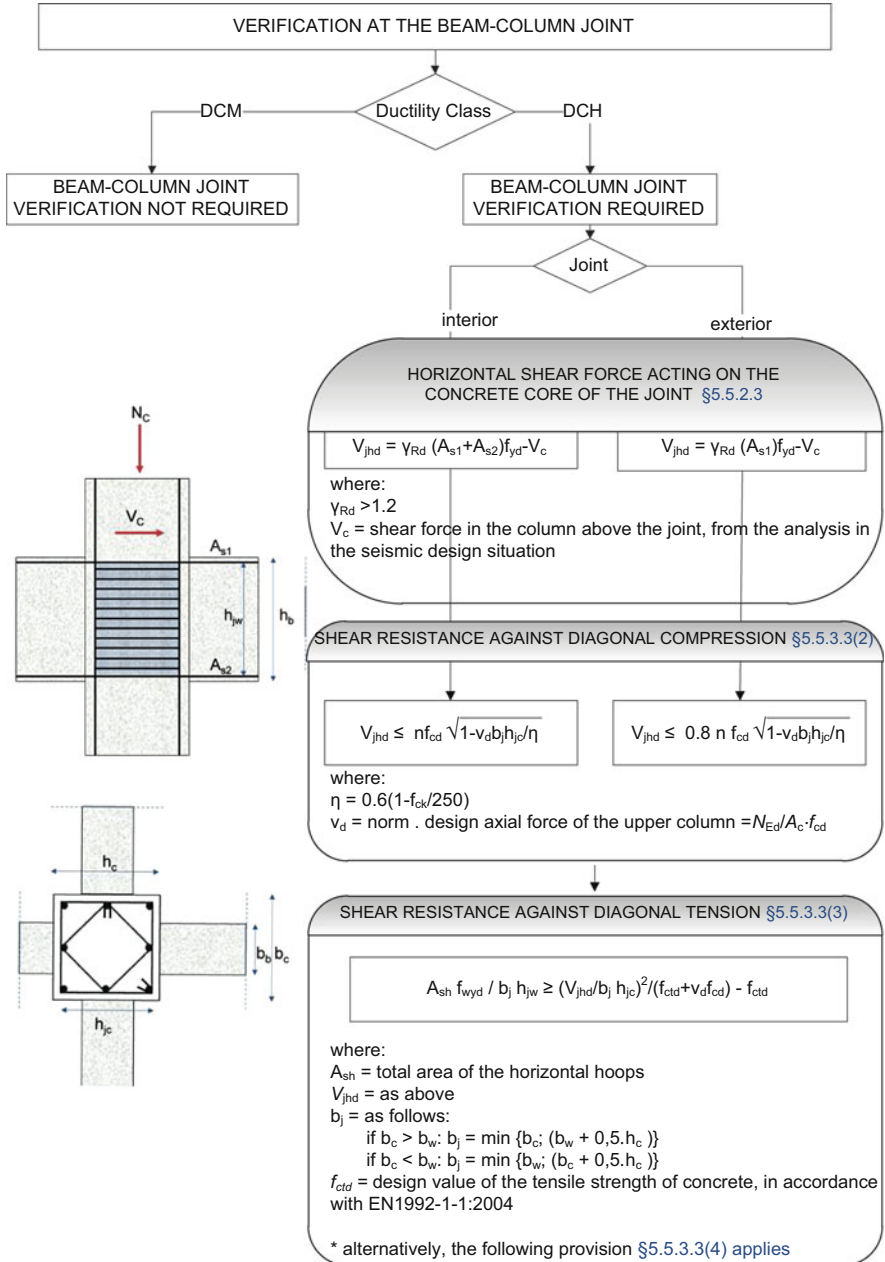 VERIFICATION AT THE BEAM-COLUMN JOINT
Ductility Class
DCM
DCH
BEAM-COLUMN JOINT
VERIFICATION NOT REQUIRED
BEAM-COLUMN JOINT
VERIFICATION REQUIRED
Joint
interior
exterior
HORIZONTAL SHEAR FORCE ACTING ON THE
CONCRETE CORE OF THE JOINT §5.5.2.3
V_jhd = γ_Rd (A_s1+A_s2)f_yd-V_c
V_jhd = γ_Rd (A_s1)f_yd-V_c
where:
γ_Rd >1.2
V_c = shear force in the column above the joint, from the analysis in
the seismic design situation
N_C
V_C
A_s1
h_jw
h_b
A_s2
SHEAR RESISTANCE AGAINST DIAGONAL COMPRESSION §5.5.3.3(2)
V_jhd ≤ nf_cd √1-v_d b_j h_jc/η
V_jhd ≤ 0.8 n f_cd √1-v_d b_j h_jc/η
where:
η = 0.6(1-f_ck/250)
v_d = norm . design axial force of the upper column =N_Ed/A_c·f_cd
h_c
b_b b_c
h_jc
SHEAR RESISTANCE AGAINST DIAGONAL TENSION §5.5.3.3(3)
A_sh f_wyd / b_j h_jw ≥ (V_jhd/b_j h_jc)²/(f_ctd+v_d f_cd) - f_ctd
where:
A_sh = total area of the horizontal hoops
V_jhd = as above
b_j = as follows:
if b_c > b_w: b_j = min {b_c; (b_w + 0,5.h_c )}
if b_c < b_w: b_j = min {b_w; (b_c + 0,5.h_c )}
f_ctd = design value of the tensile strength of concrete, in accordance
with EN1992-1-1:2004
* alternatively, the following provision §5.5.3.3(4) applies